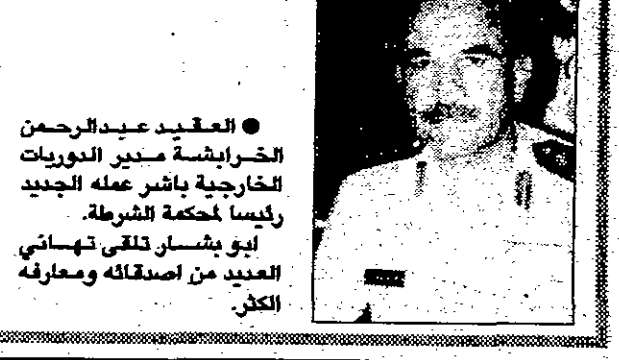 ● العقيد عبدالرحمن
الخرابشة مدير الدوريات
الخارجية باشر عمله الجديد
رئيسا لمحكمة الشرطة.
ابو بشار تلقى تهاني
العديد من اصدقائه ومعارفه
الكثر.